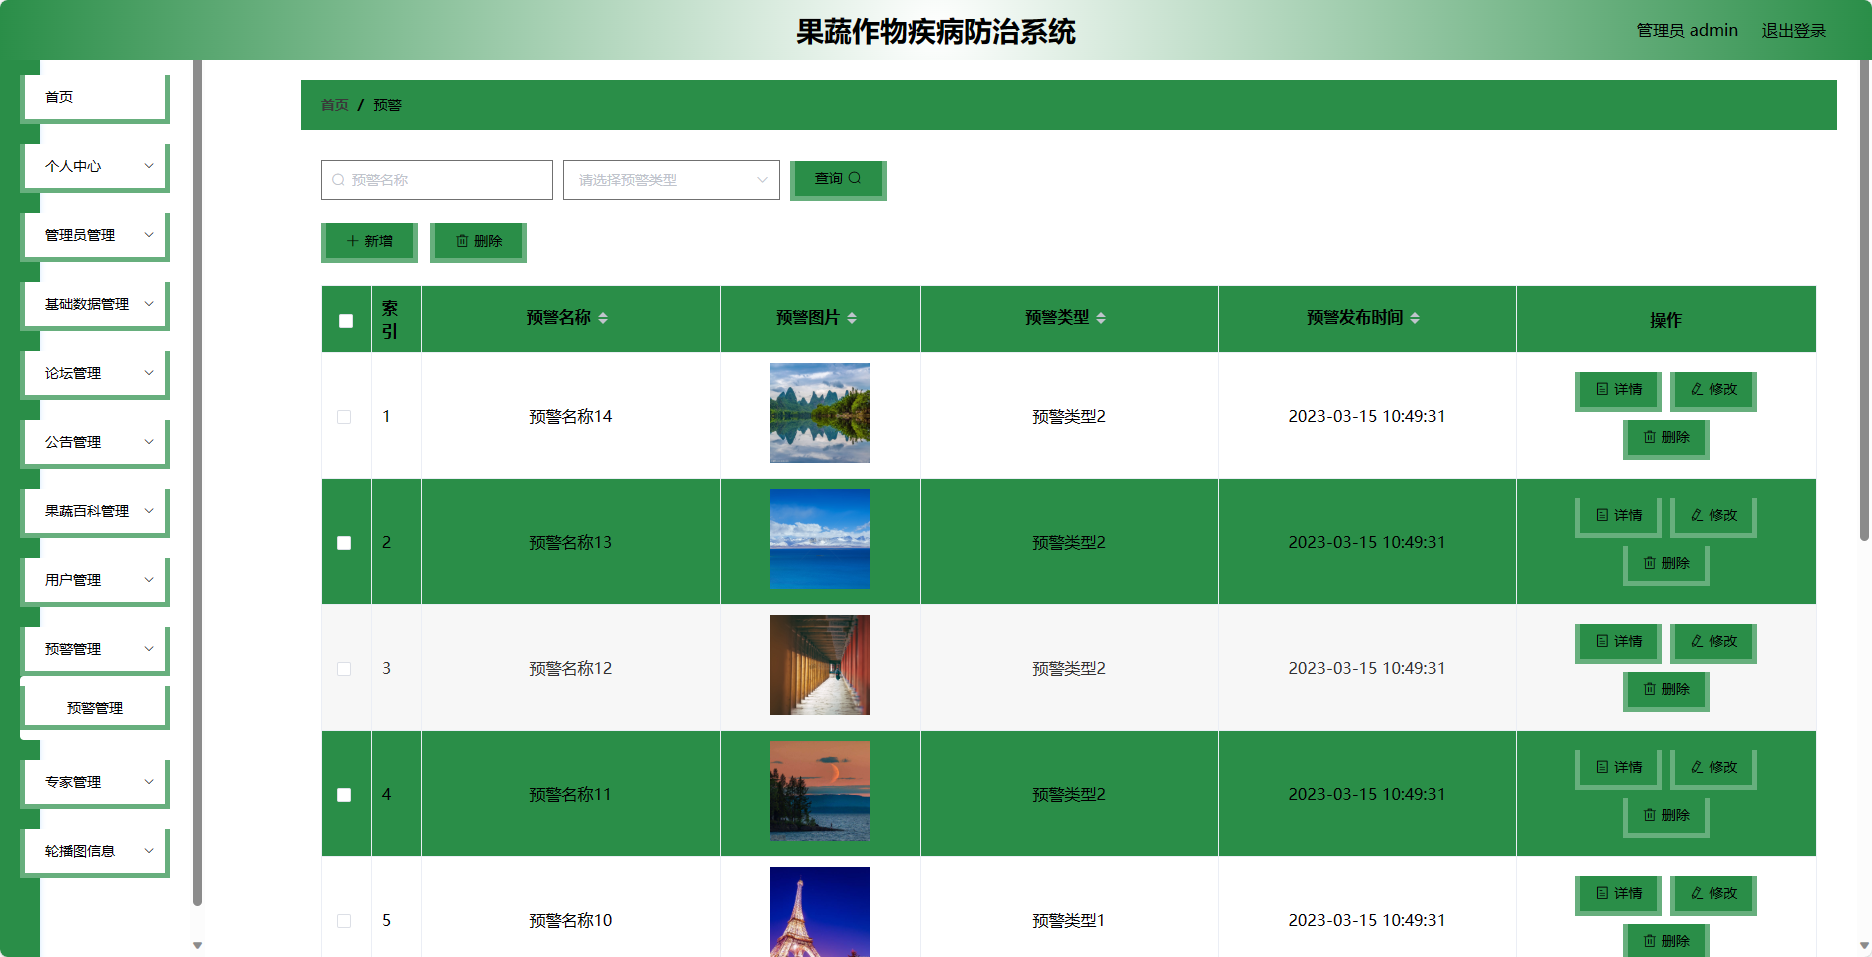 果蔬作物疾病防治系统
管理员 admin 退出登录
首页
个人中心
管理员管理
基础数据管理
论坛管理
公告管理
果蔬百科管理
用户管理
预警管理
预警管理
专家管理
轮播图信息
首页 / 预警
预警名称 请选择预警类型 查询
新增 删除
索引 预警名称 预警图片 预警类型 预警发布时间 操作
1 预警名称14 预警类型2 2023-03-15 10:49:31 详情 修改
删除
2 预警名称13 预警类型2 2023-03-15 10:49:31 详情 修改
删除
3 预警名称12 预警类型2 2023-03-15 10:49:31 详情 修改
删除
4 预警名称11 预警类型2 2023-03-15 10:49:31 详情 修改
删除
5 预警名称10 预警类型1 2023-03-15 10:49:31 详情 修改
删除